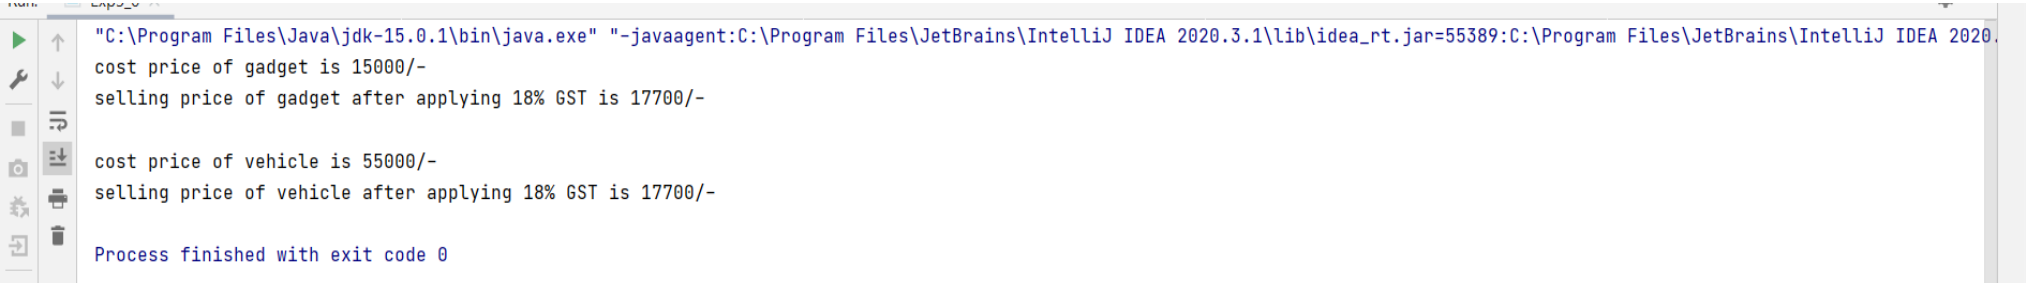 "C:\Program Files\Java\jdk-15.0.1\bin\java.exe" "-javaagent:C:\Program Files\JetBrains\IntelliJ IDEA 2020.3.1\lib\idea_rt.jar=55389:C:\Program Files\JetBrains\IntelliJ IDEA 2020.
cost price of gadget is 15000/-
selling price of gadget after applying 18% GST is 17700/-
cost price of vehicle is 55000/-
selling price of vehicle after applying 18% GST is 17700/-
Process finished with exit code 0